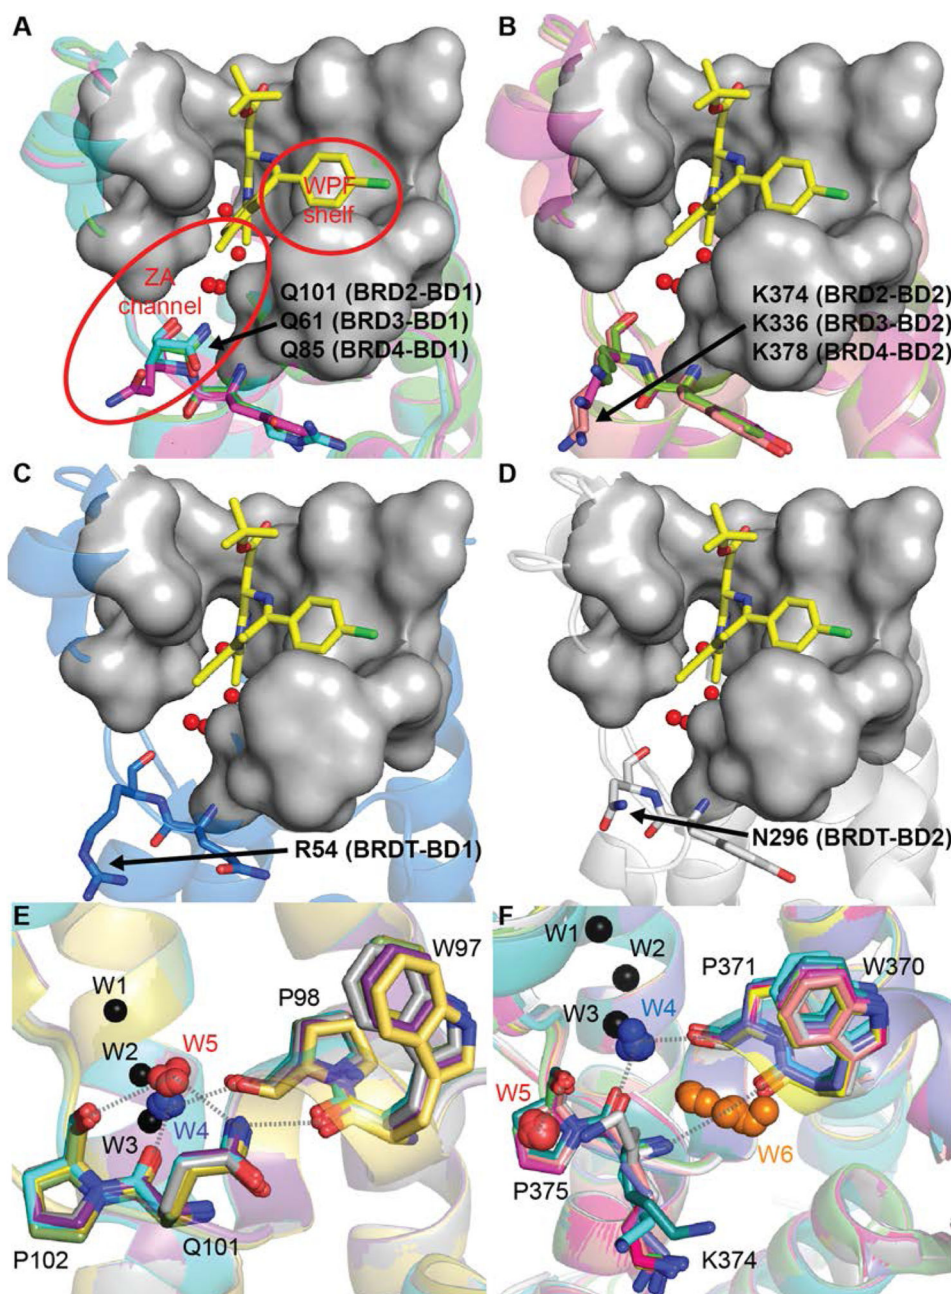 A
B
WPF
shelf
ZA
channel
Q101 (BRD2-BD1)
Q61 (BRD3-BD1)
Q85 (BRD4-BD1)
K374 (BRD2-BD2)
K336 (BRD3-BD2)
K378 (BRD4-BD2)
C
D
R54 (BRDT-BD1)
N296 (BRDT-BD2)
E
W1
W2
W3
W5
W4
P98
W97
P102
Q101
F
W1
W2
W3
W4
P371
W370
W5
W6
P375
K374